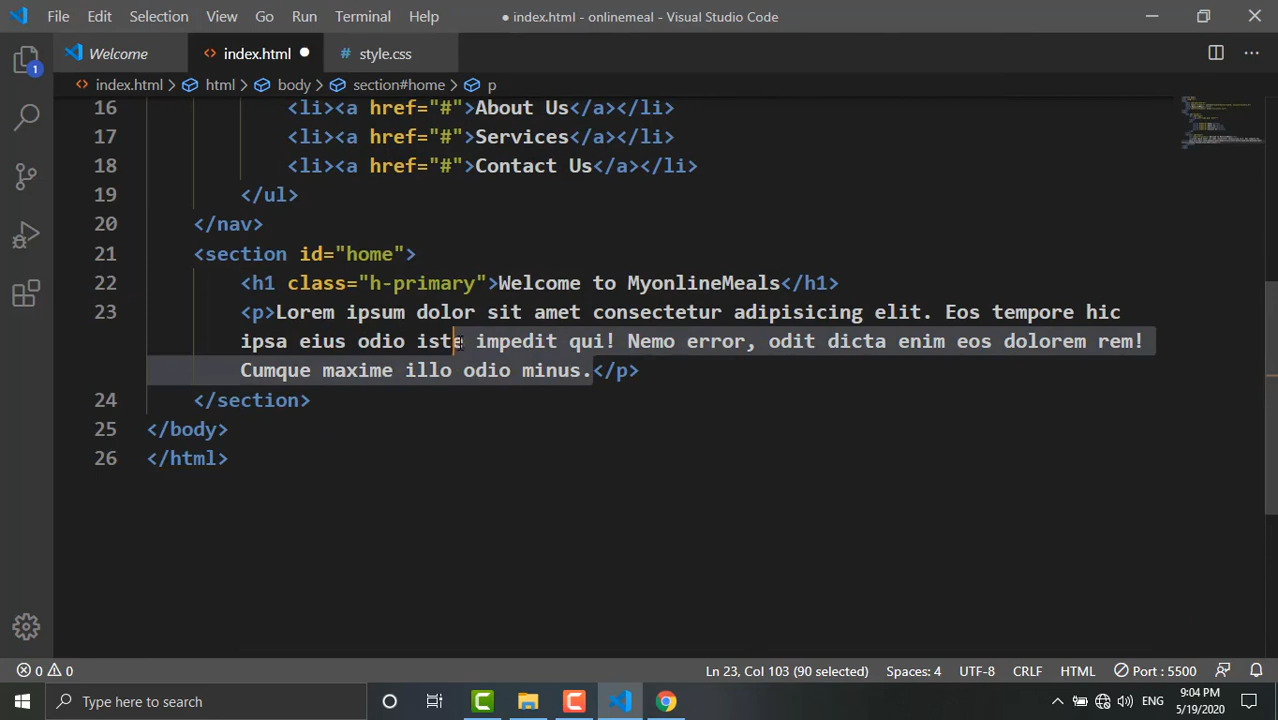 File Edit Selection View Go Run Terminal Help ● index.html - onlinemeal - Visual Studio Code
Welcome <> index.html ● # style.css
1
<> index.html > html > body > section#home > p
16 <li><a href="#">About Us</a></li>
17 <li><a href="#">Services</a></li>
18 <li><a href="#">Contact Us</a></li>
19 </ul>
20 </nav>
21 <section id="home">
22 <h1 class="h-primary">Welcome to MyonlineMeals</h1>
23 <p>Lorem ipsum dolor sit amet consectetur adipisicing elit. Eos tempore hic
ipsa eius odio iste impedit qui! Nemo error, odit dicta enim eos dolorem rem!
Cumque maxime illo odio minus.</p>
24 </section>
25 </body>
26 </html>
0 0 Ln 23, Col 103 (90 selected) Spaces: 4 UTF-8 CRLF HTML Port : 5500
Type here to search ENG 9:04 PM
5/19/2020